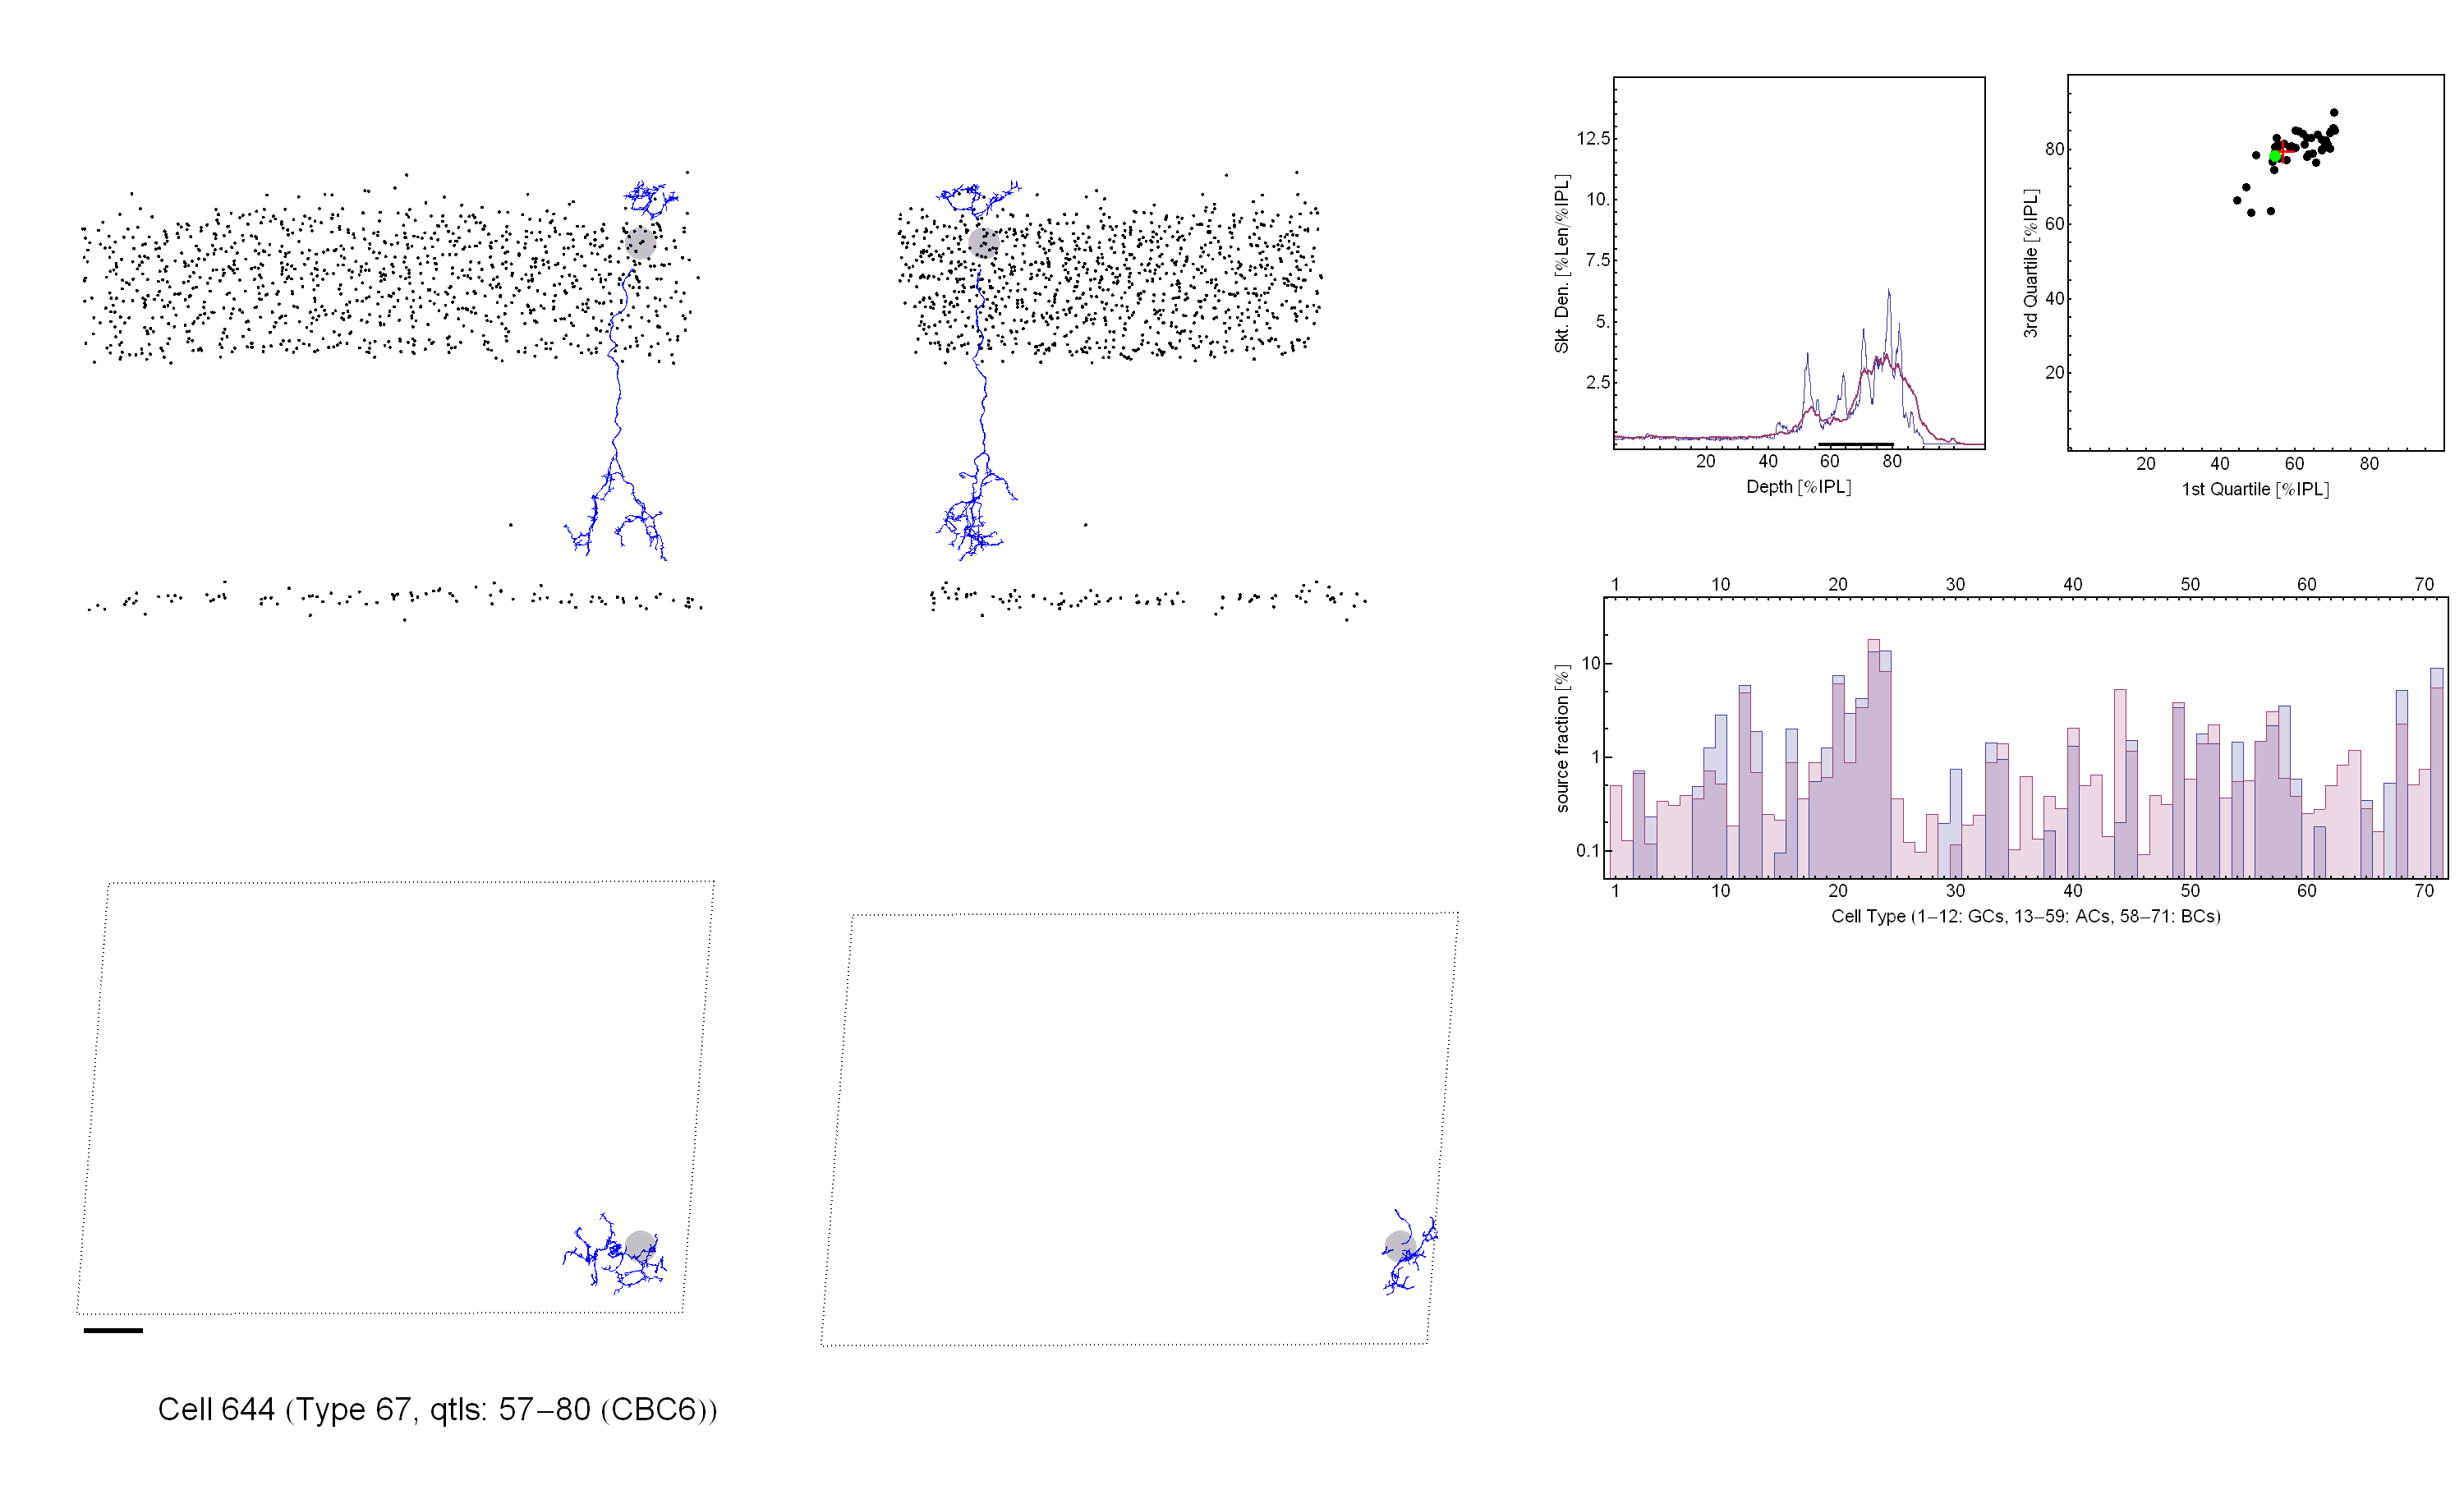 12.5
10.
7.5
5.
2.5
Skt. Den. [%Len/%IPL]
20 40 60 80
Depth [%IPL]
80
60
40
20
3rd Quartile [%IPL]
20 40 60 80
1st Quartile [%IPL]
1 10 20 30 40 50 60 70
10
1
0.1
source fraction [%]
1 10 20 30 40 50 60 70
Cell Type (1–12: GCs, 13–59: ACs, 58–71: BCs)
Cell 644 (Type 67, qtls: 57–80 (CBC6))